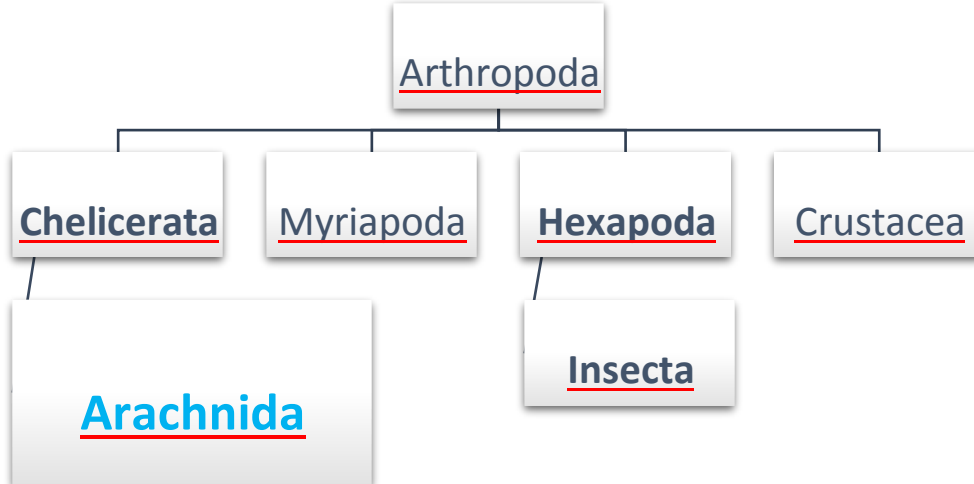 Arthropoda
Chelicerata
Myriapoda
Hexapoda
Crustacea
Arachnida
Insecta